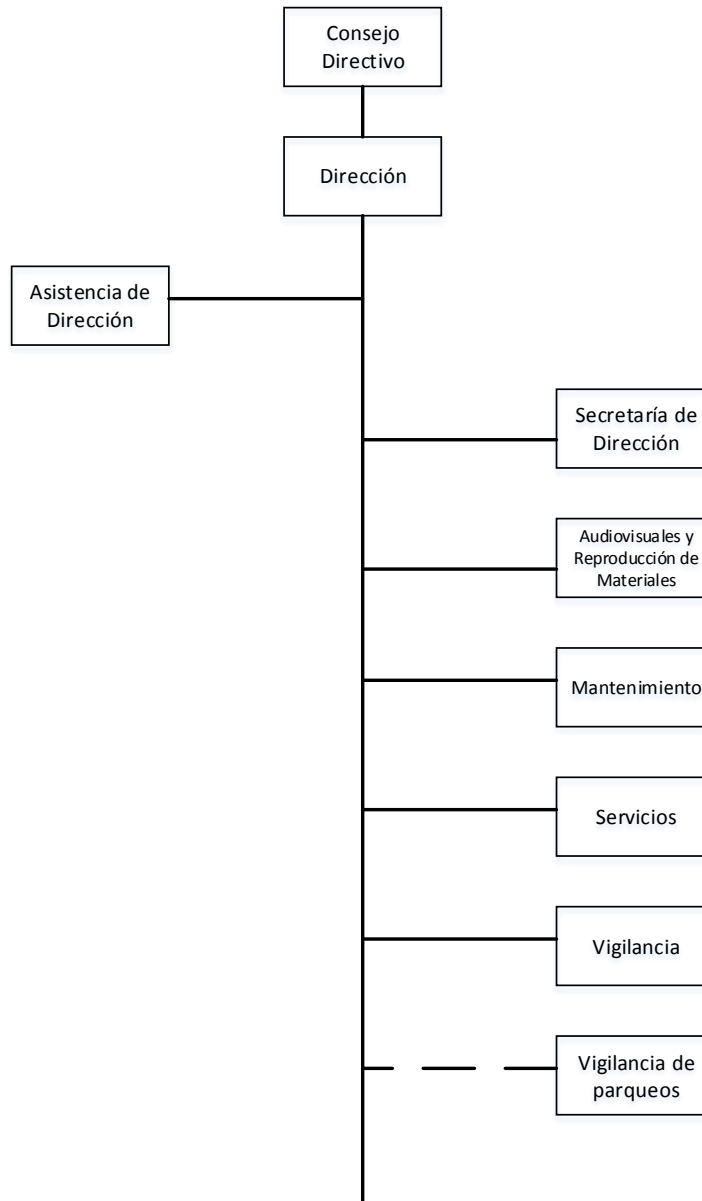 Consejo
Directivo
Dirección
Asistencia de
Dirección
Secretaría de
Dirección
Audiovisuales y
Reproducción de
Materiales
Mantenimiento
Servicios
Vigilancia
Vigilancia de
parqueos